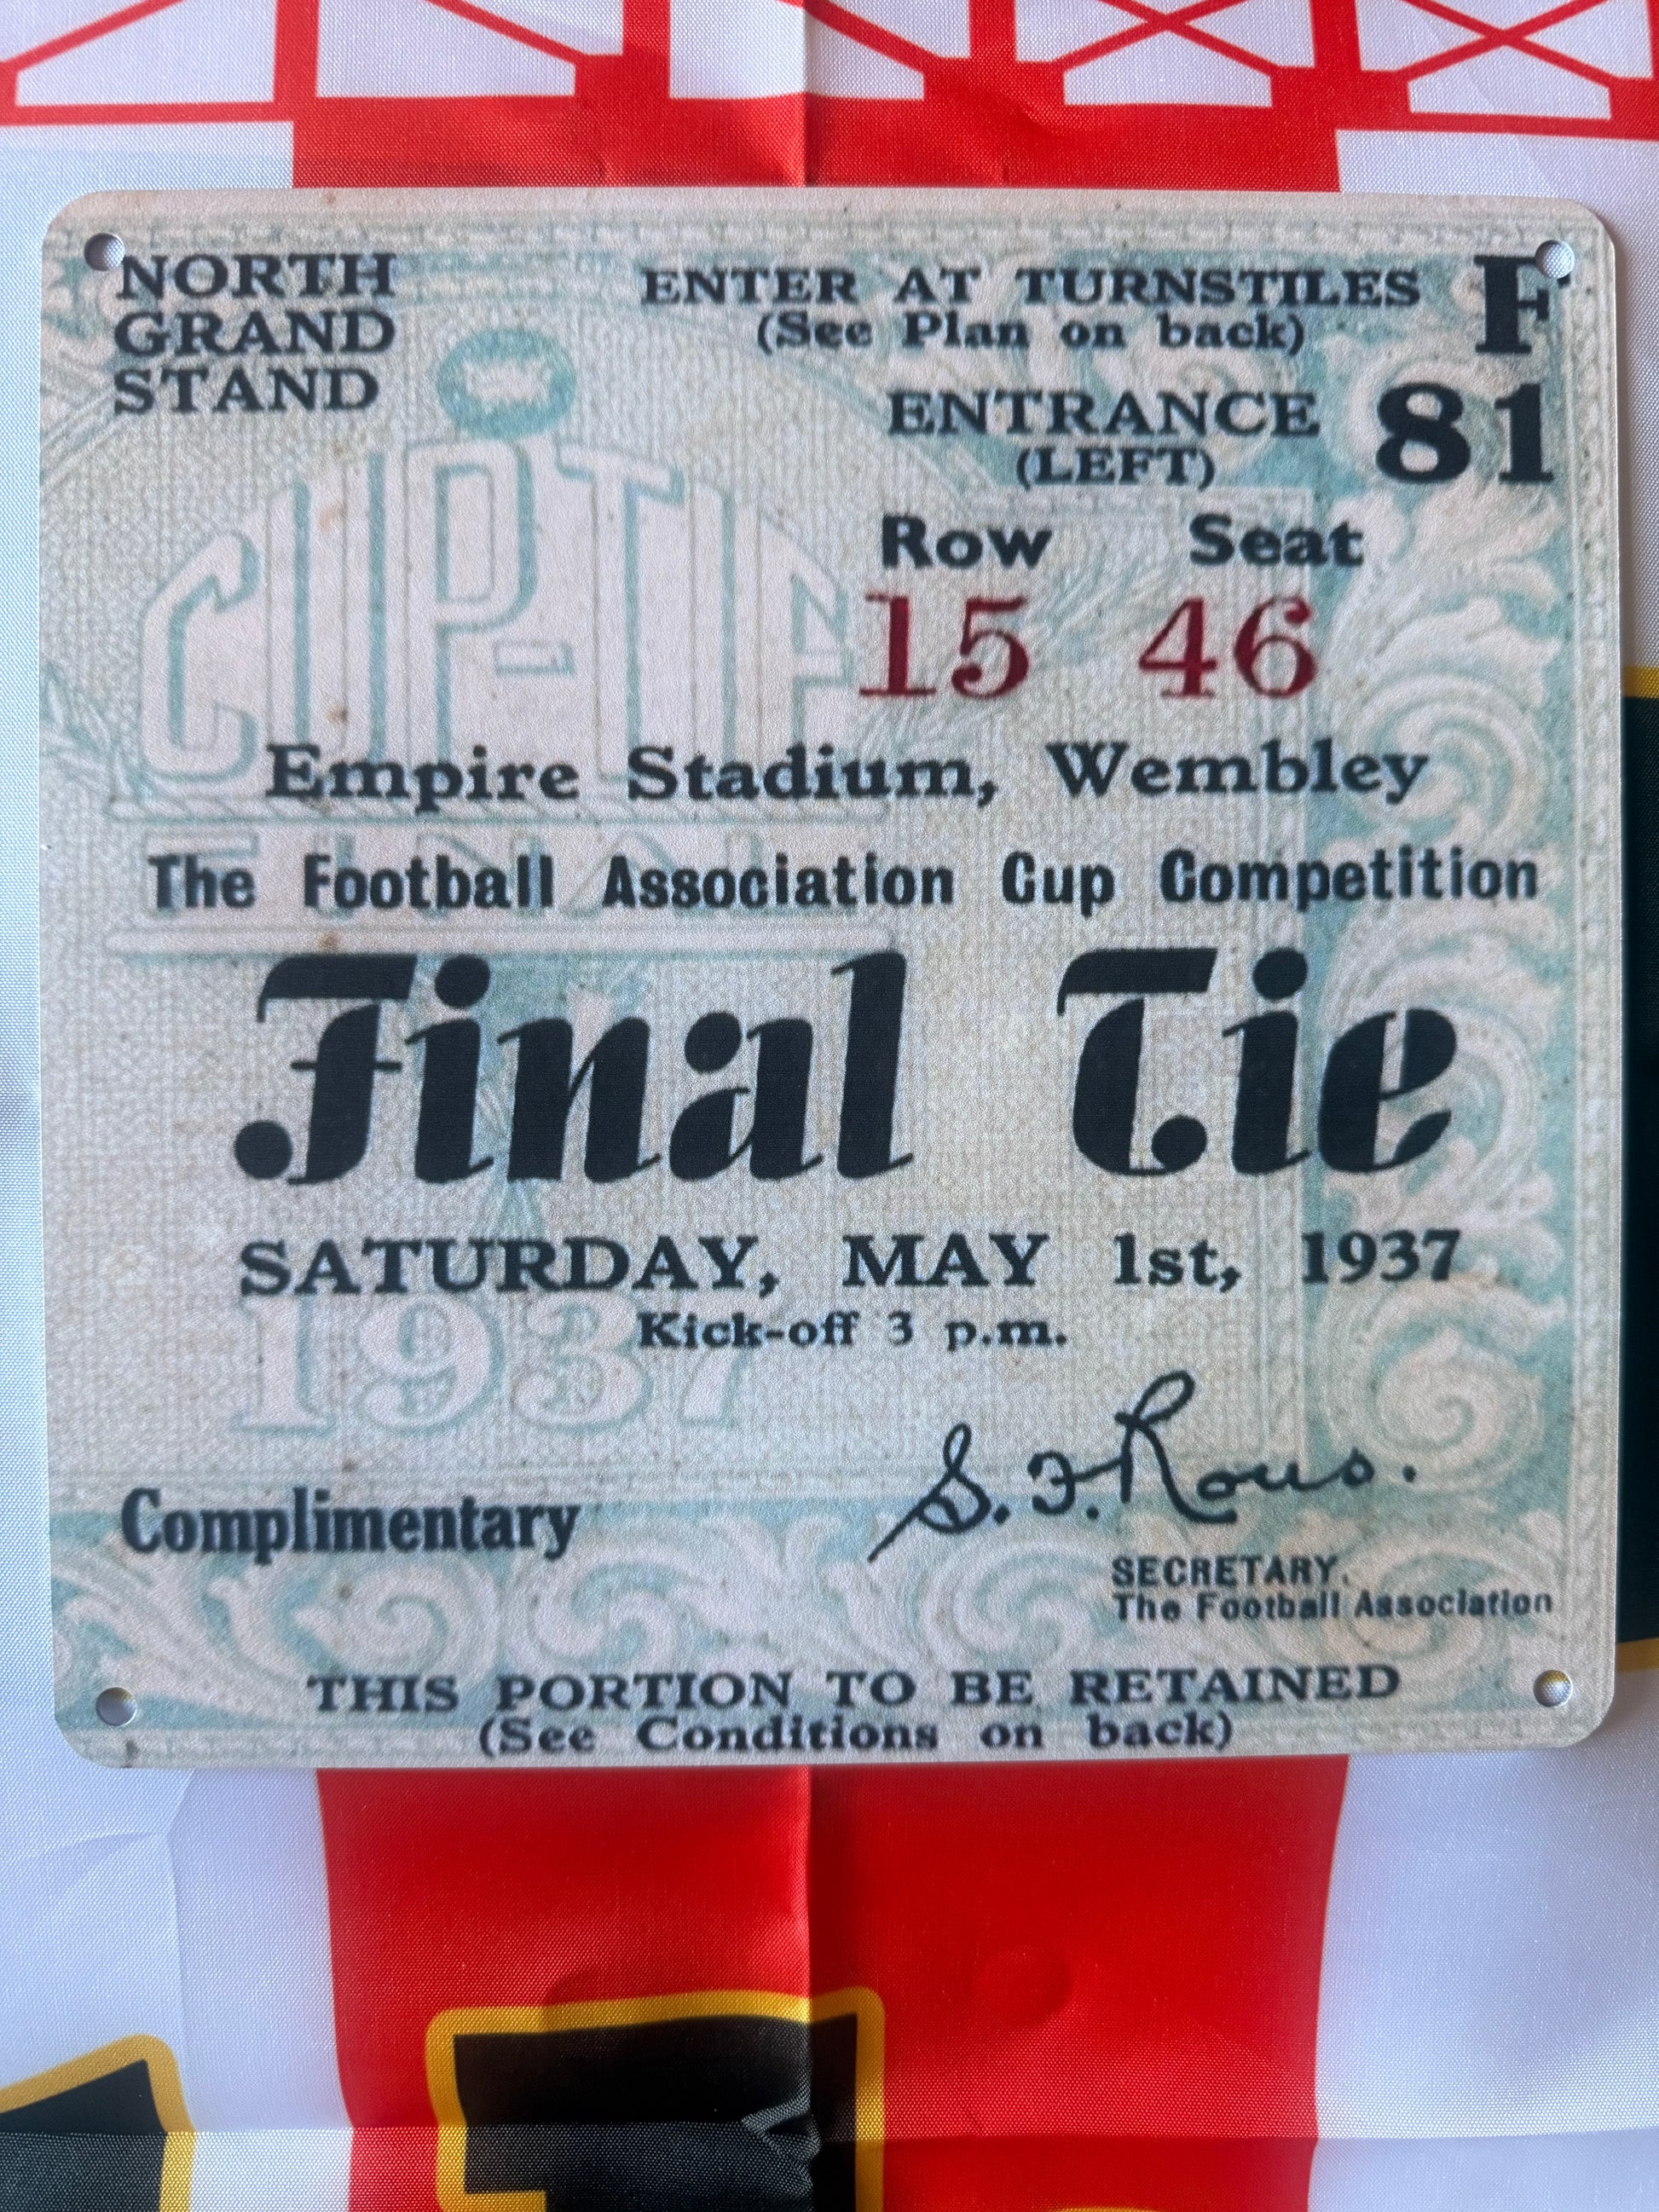 NORTH
GRAND
STAND
ENTER AT TURNSTILES F
(See Plan on back)
ENTRANCE 81
(LEFT)
Row Seat
15 46
CUP-TIE
Empire Stadium, Wembley
FINAL
The Football Association Cup Competition
Final Tie
SATURDAY, MAY 1st, 1937
Kick-off 3 p.m.
1937
S. F. Rous.
Complimentary
SECRETARY.
The Football Association
THIS PORTION TO BE RETAINED
(See Conditions on back)